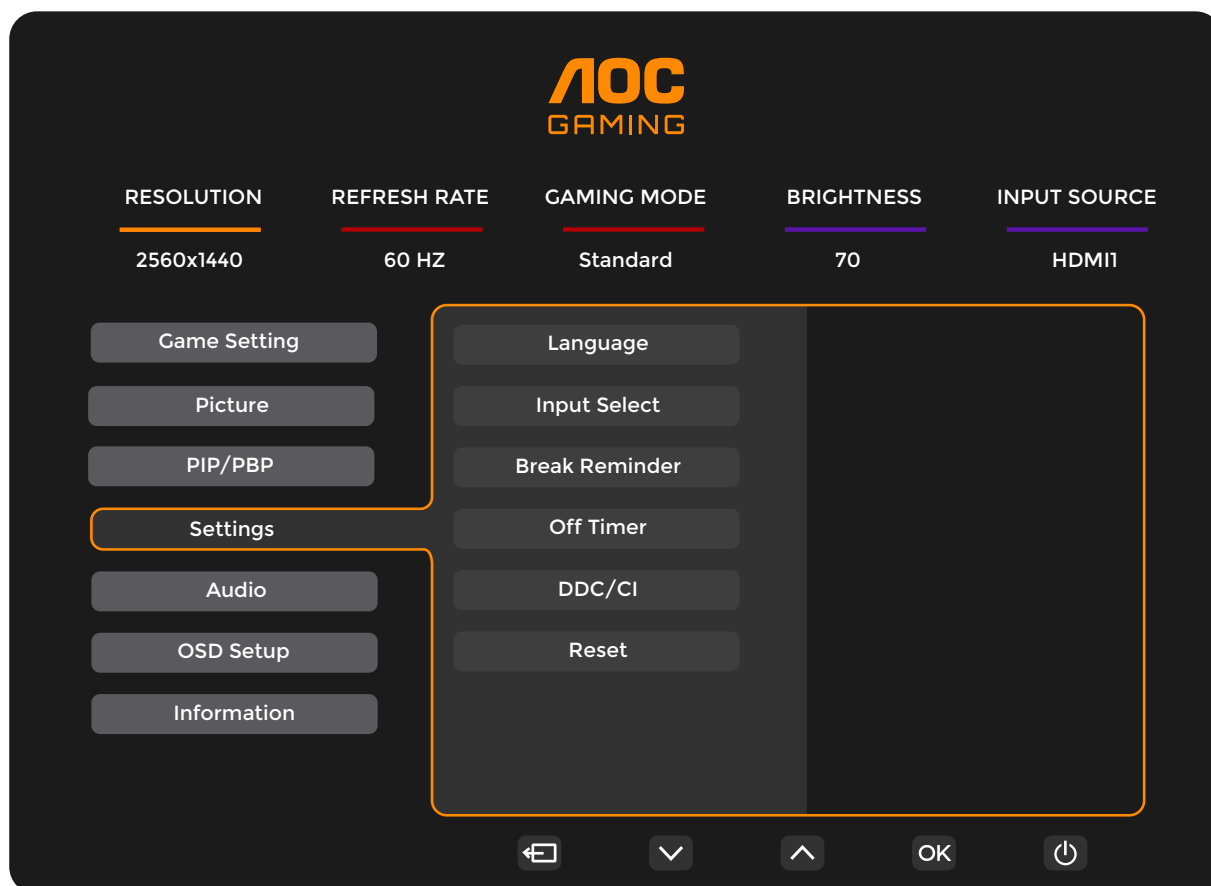 AOC
GAMING
RESOLUTION REFRESH RATE GAMING MODE BRIGHTNESS INPUT SOURCE
2560x1440 60 HZ Standard 70 HDMI1
Game Setting Language
Picture Input Select
PIP/PBP Break Reminder
Settings Off Timer
Audio DDC/CI
OSD Setup Reset
Information
OK